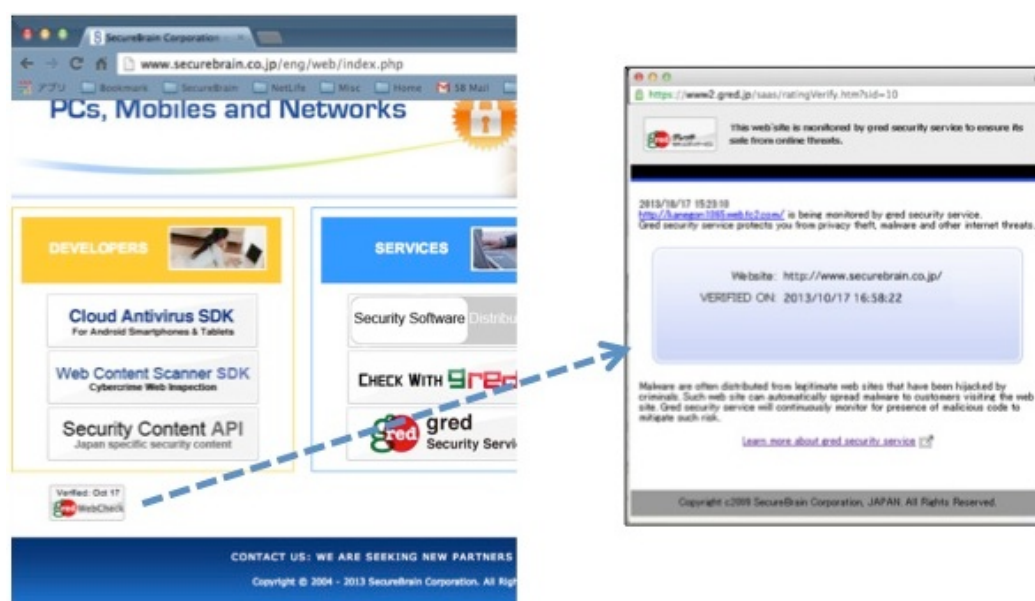 SecureBrain Corporation
www.securebrain.co.jp/eng/web/index.php
アプリ Bookmark SecureBrain NetLife Misc Home SB Mail
PCs, Mobiles and Networks
DEVELOPERS
Cloud Antivirus SDK
For Android Smartphones & Tablets
Web Content Scanner SDK
Cybercrime Web Inspection
Security Content API
Japan specific security content
SERVICES
Security Software Distribu
CHECK WITH gred
gred
gred
Security Servi
Verified: Oct 17
gred WebCheck
CONTACT US: WE ARE SEEKING NEW PARTNERS
Copyright © 2004 - 2013 SecureBrain Corporation. All Righ
https://www2.gred.jp/saas/ratingVerify.htm?sid=10
gred
This web'site is monitored by gred security service to ensure its
safe from online threats.
2013/10/17 15:23:10
is being monitored by gred security service.
Gred security service protects you from privacy theft, malware and other internet threats.
Website: http://www.securebrain.co.jp/
VERIFIED ON: 2013/10/17 16:58:22
Malware are often distributed from legitimate web sites that have been hijacked by
criminals. Such web site can automatically spread malware to customers visiting the web
site. Gred security service will continuously monitor for presence of malicious code to
mitigate such risk.
Learn more about gred security service
Copyright c2009 SecureBrain Corporation, JAPAN. All Rights Reserved.